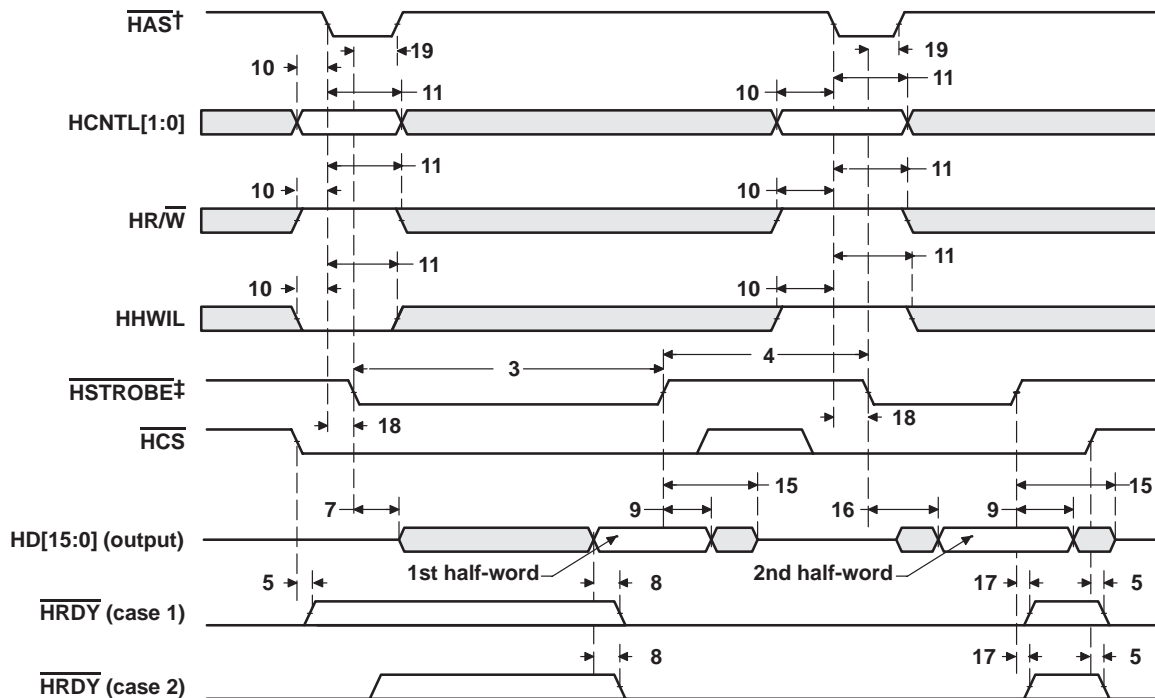 HAS†
19 19
10 11
11 10
HCNTL[1:0]
11 11
10 10
HR/W
11 11
10 10
HHWIL
4
3
HSTROBE‡
18 18
HCS
15 15
7 9 16 9
HD[15:0] (output)
1st half-word 2nd half-word
5 8 17 5
HRDY (case 1)
8 17 5
HRDY (case 2)